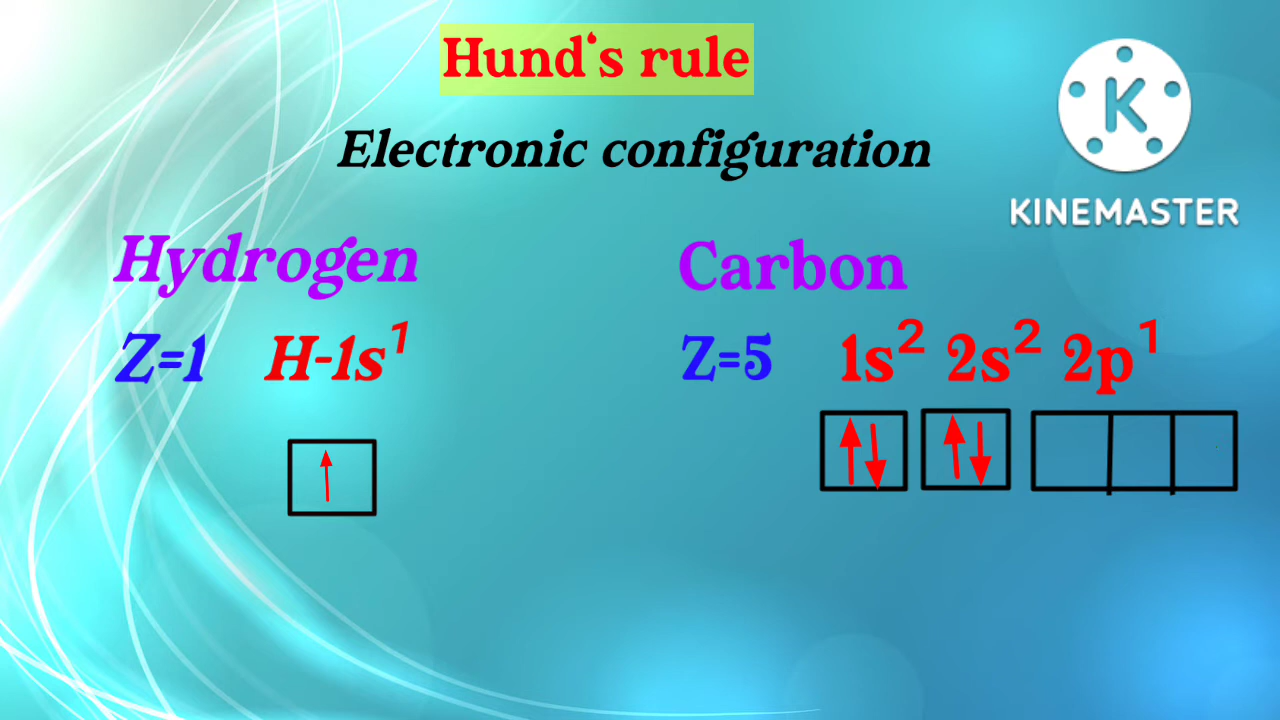 Hund's rule
Electronic configuration
K
KINEMASTER
Hydrogen
Carbon
Z=1 H-1s¹
Z=5 1s² 2s² 2p¹